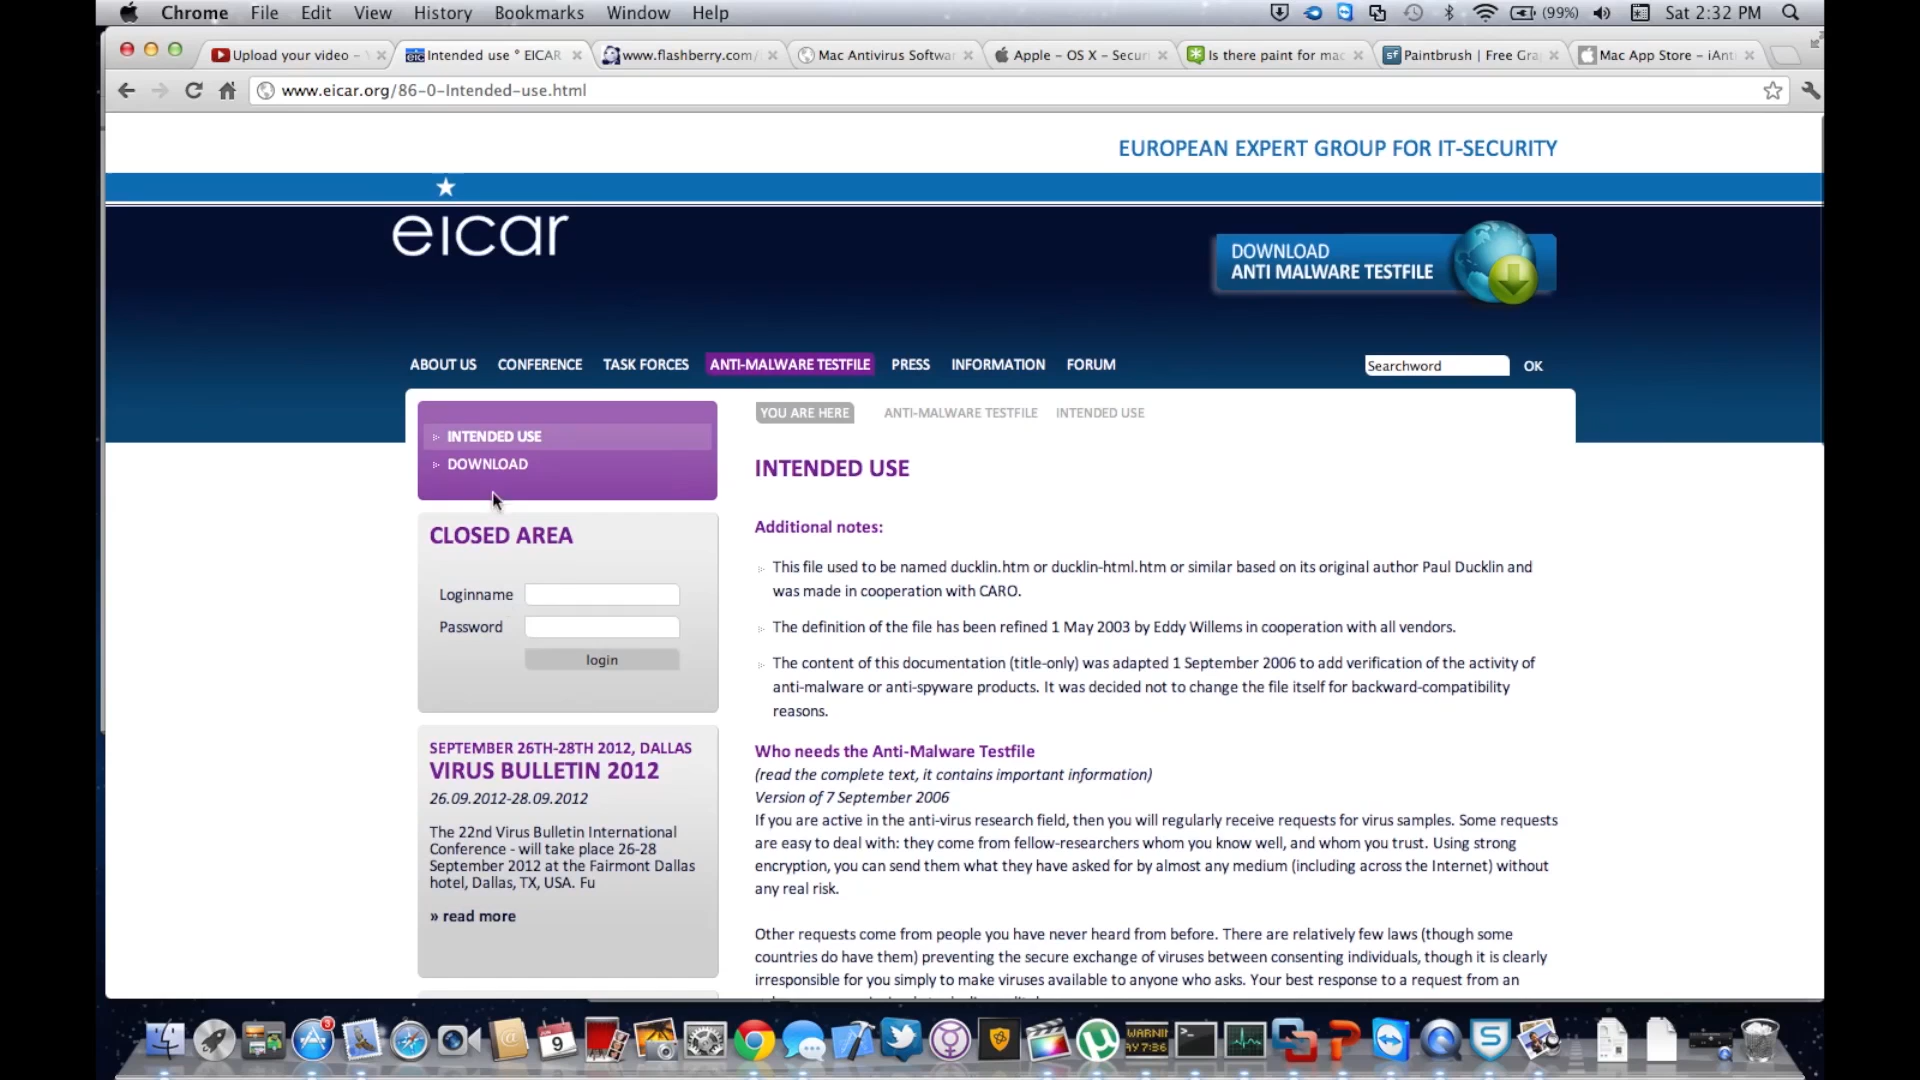 Chrome File Edit View History Bookmarks Window Help
(99%) Sat 2:32 PM
Upload your video –
Intended use ° EICAR
www.flashberry.com/
Mac Antivirus Softwar
Apple – OS X – Secur
Is there paint for mac
Paintbrush | Free Gra
Mac App Store – iAnt
www.eicar.org/86-0-Intended-use.html
EUROPEAN EXPERT GROUP FOR IT-SECURITY
eicar
DOWNLOAD
ANTI MALWARE TESTFILE
ABOUT US CONFERENCE TASK FORCES ANTI-MALWARE TESTFILE PRESS INFORMATION FORUM
Searchword OK
INTENDED USE
DOWNLOAD
CLOSED AREA
Loginname
Password
login
SEPTEMBER 26TH-28TH 2012, DALLAS
VIRUS BULLETIN 2012
26.09.2012-28.09.2012
The 22nd Virus Bulletin International
Conference - will take place 26-28
September 2012 at the Fairmont Dallas
hotel, Dallas, TX, USA. Fu
» read more
YOU ARE HERE ANTI-MALWARE TESTFILE INTENDED USE
INTENDED USE
Additional notes:
This file used to be named ducklin.htm or ducklin-html.htm or similar based on its original author Paul Ducklin and
was made in cooperation with CARO.
The definition of the file has been refined 1 May 2003 by Eddy Willems in cooperation with all vendors.
The content of this documentation (title-only) was adapted 1 September 2006 to add verification of the activity of
anti-malware or anti-spyware products. It was decided not to change the file itself for backward-compatibility
reasons.
Who needs the Anti-Malware Testfile
(read the complete text, it contains important information)
Version of 7 September 2006
If you are active in the anti-virus research field, then you will regularly receive requests for virus samples. Some requests
are easy to deal with: they come from fellow-researchers whom you know well, and whom you trust. Using strong
encryption, you can send them what they have asked for by almost any medium (including across the Internet) without
any real risk.
Other requests come from people you have never heard from before. There are relatively few laws (though some
countries do have them) preventing the secure exchange of viruses between consenting individuals, though it is clearly
irresponsible for you simply to make viruses available to anyone who asks. Your best response to a request from an
3
9
WARNIN
AY 7:36